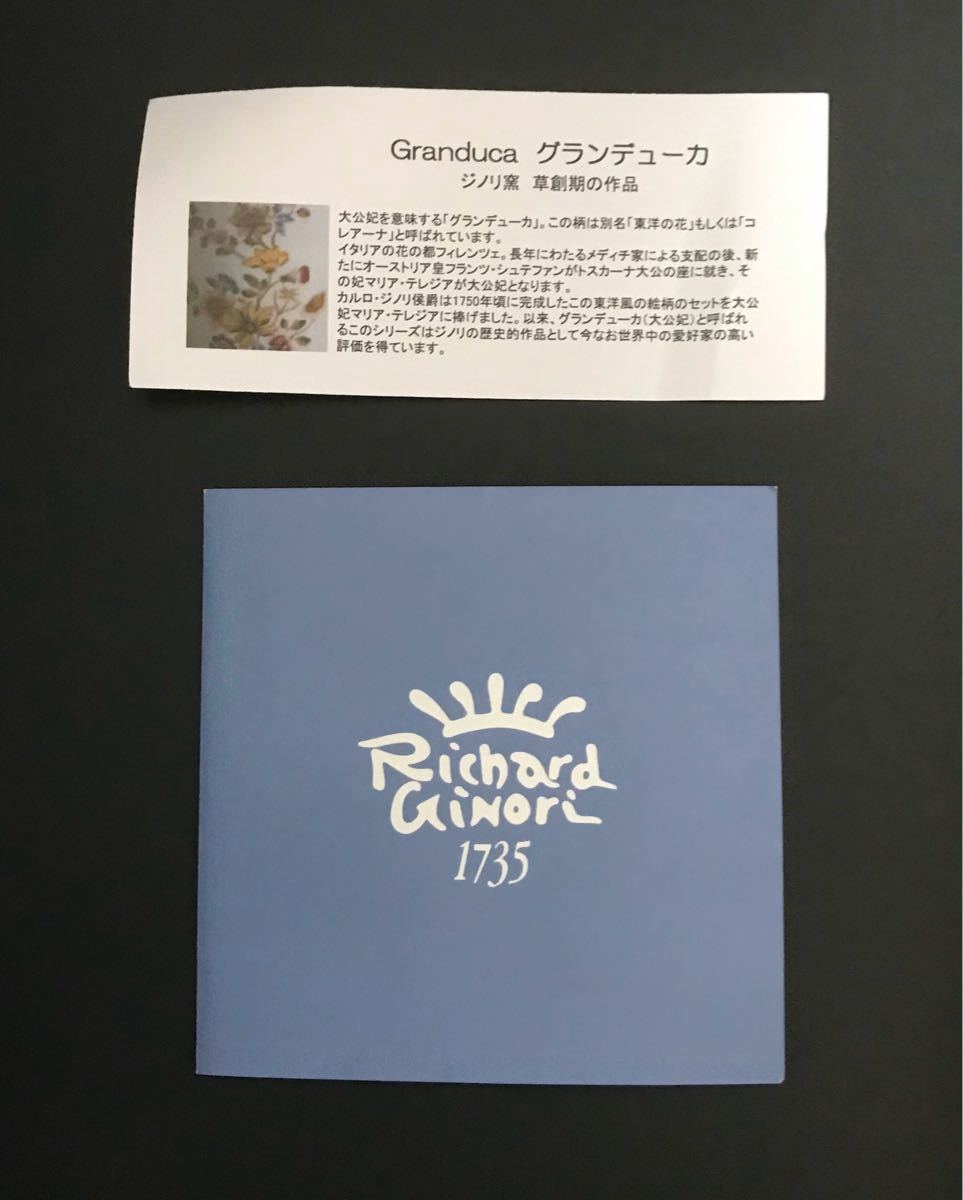 Granduca グランデューカ
ジノリ窯 草創期の作品
大公妃を意味する「グランデューカ」。この柄は別名「東洋の花」もしくは「コ
レアーナ」と呼ばれています。
イタリアの花の都フィレンツェ。長年にわたるメディチ家による支配の後、新
たにオーストリア皇フランツ・シュテファンがトスカーナ大公の座に就き、そ
の妃マリア・テレジアが大公妃となります。
カルロ・ジノリ侯爵は1750年頃に完成したこの東洋風の絵柄のセットを大公
妃マリア・テレジアに捧げました。以来、グランデューカ(大公妃)と呼ばれ
るこのシリーズはジノリの歴史的作品として今なお世界中の愛好家の高い
評価を得ています。
Richard
Ginori
1735